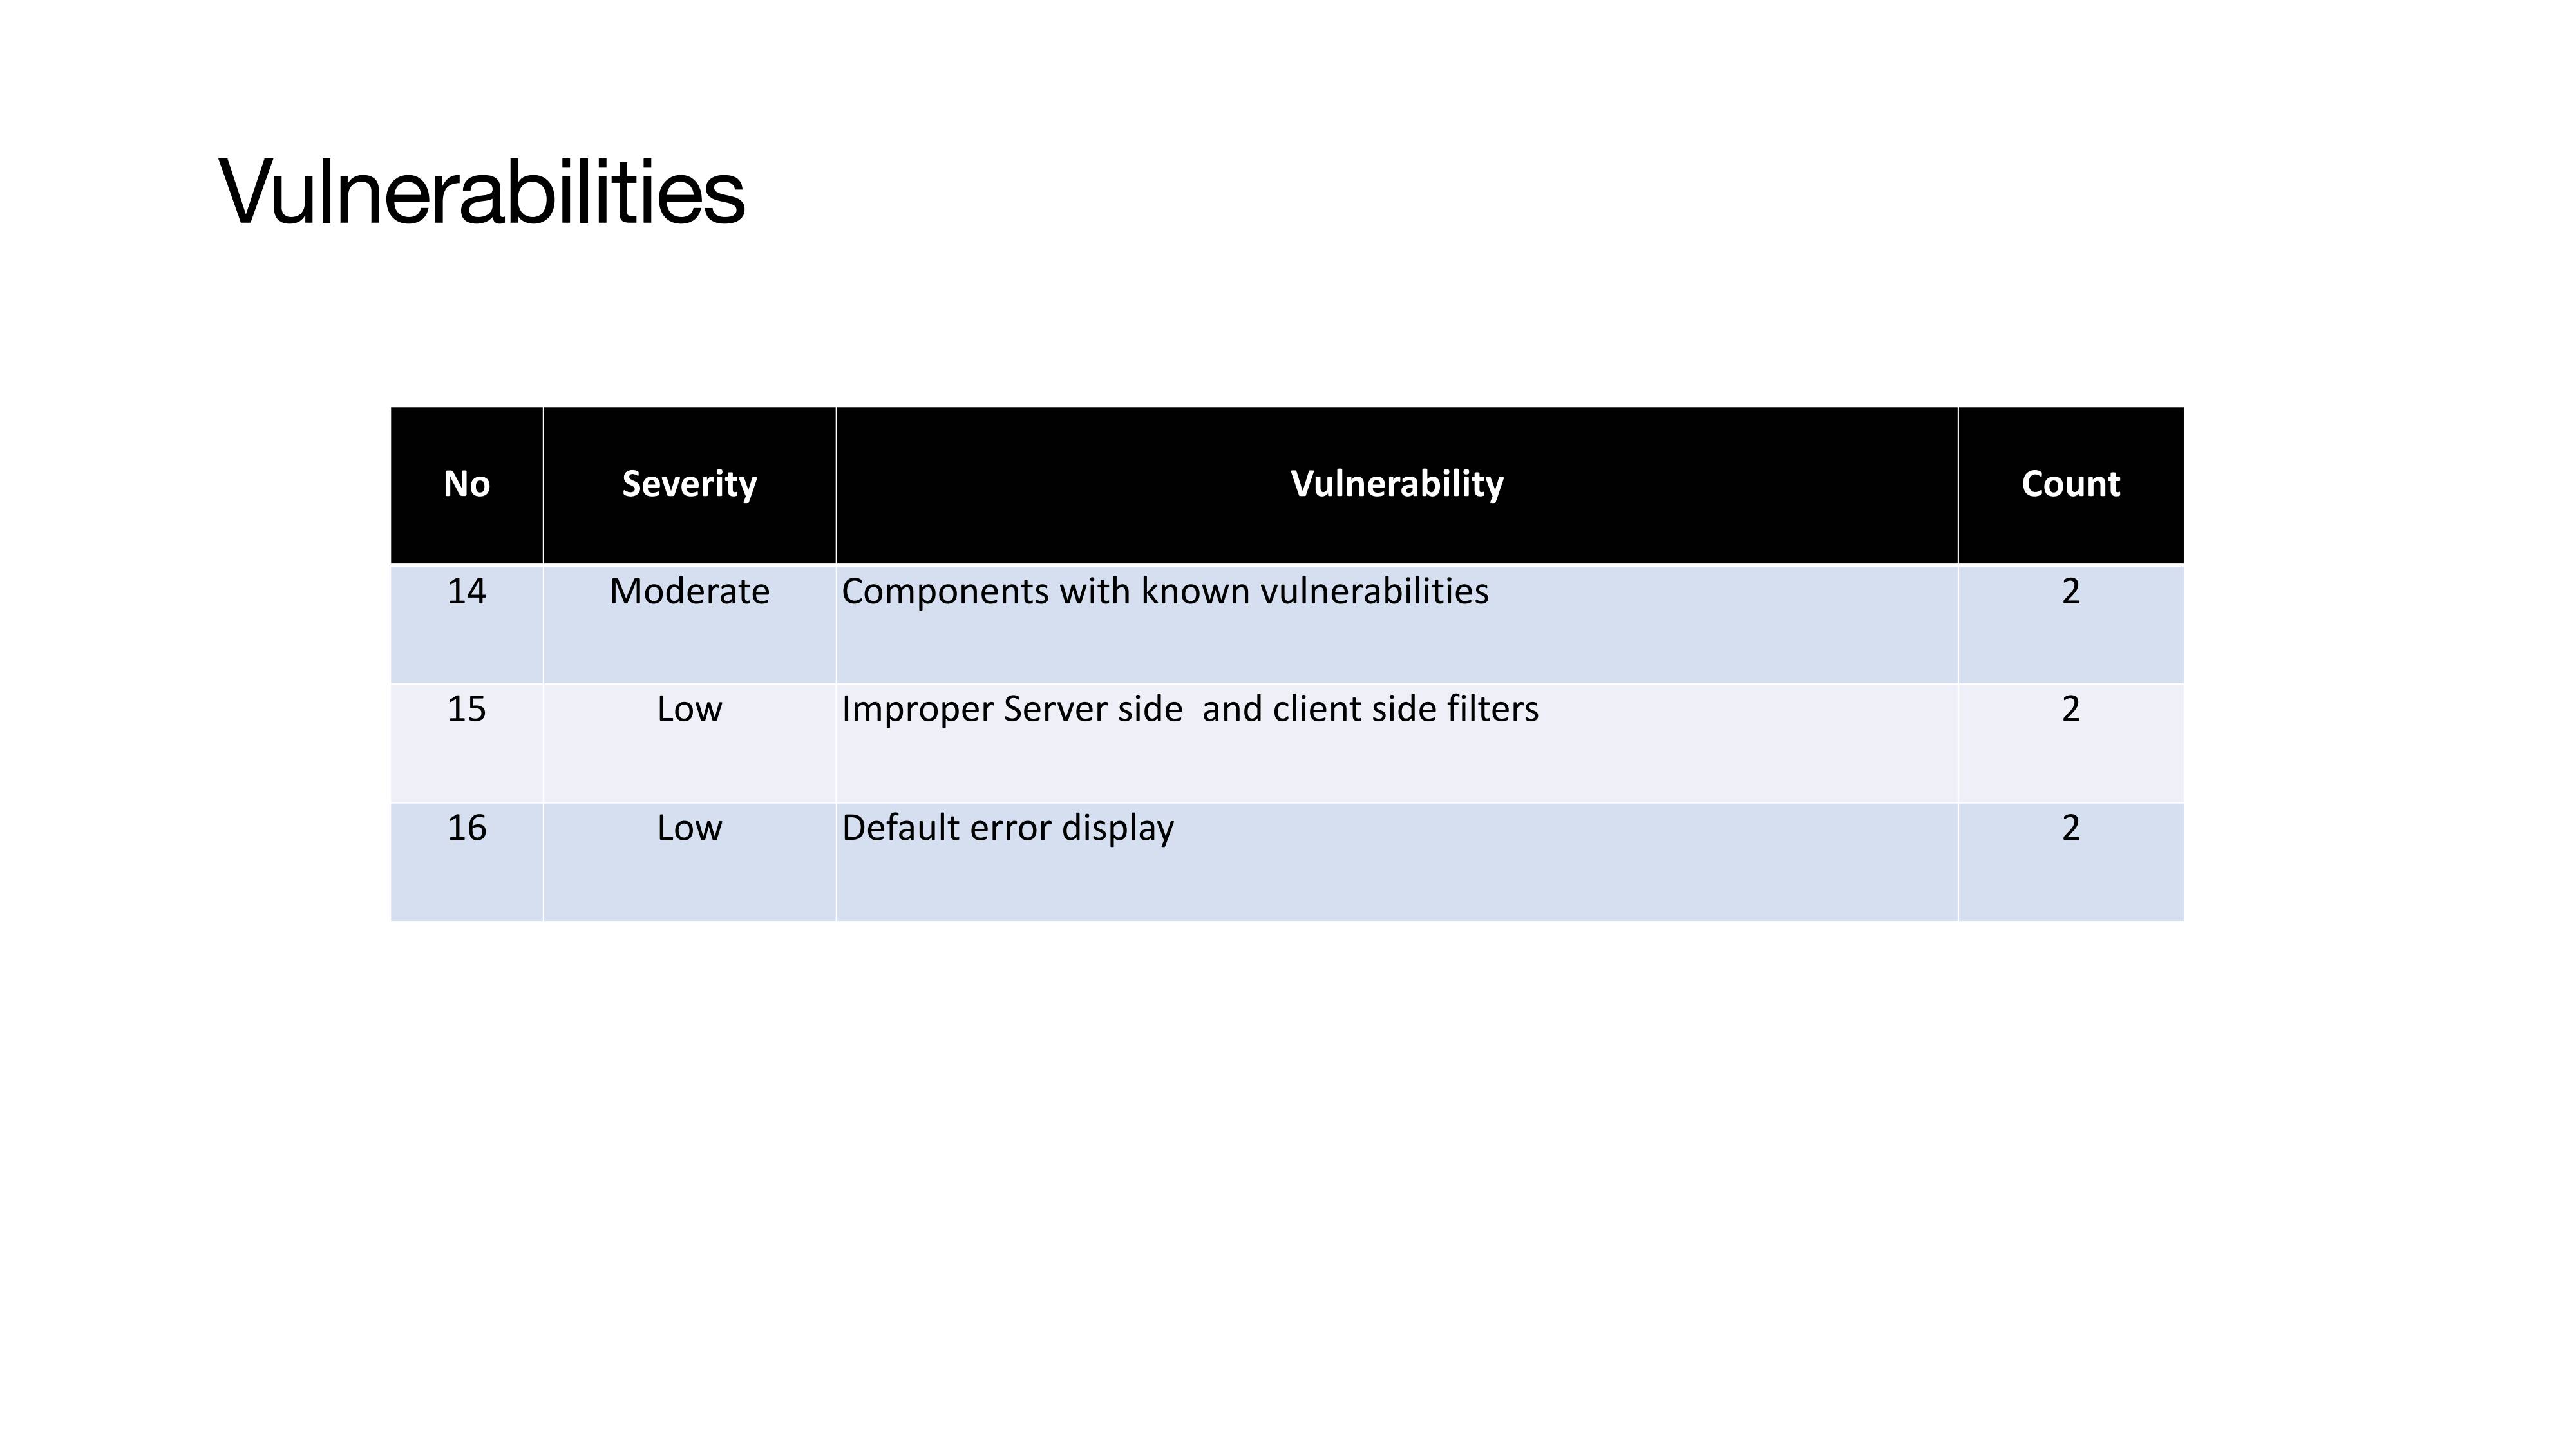 Vulnerabilities
No Severity Vulnerability Count
14 Moderate Components with known vulnerabilities 2
15 Low Improper Server side  and client side filters 2
16 Low Default error display 2